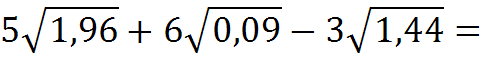 5√1,96 + 6√0,09 − 3√1,44 =